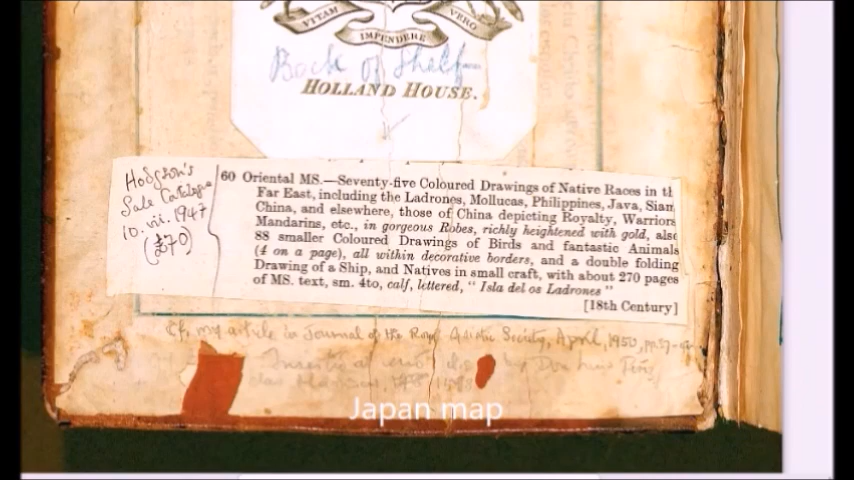 VITAM
IMPENDERE
VERO
Back of Shelf
HOLLAND HOUSE.
Hodgson's
Sale Catalogue
10. vii. 1947
(£70)
60 Oriental MS.—Seventy-five Coloured Drawings of Native Races in th
Far East, including the Ladrones, Mollucas, Philippines, Java, Siam
China, and elsewhere, those of China depicting Royalty, Warriors
Mandarins, etc., in gorgeous Robes, richly heightened with gold, also
88 smaller Coloured Drawings of Birds and fantastic Animals
(4 on a page), all within decorative borders, and a double folding
Drawing of a Ship, and Natives in small craft, with about 270 pages
of MS. text, sm. 4to, calf, lettered, " Isla del os Ladrones "
[18th Century]
Cf. my article in Journal of the Royal Asiatic Society, April, 1950, pp.
Japan map